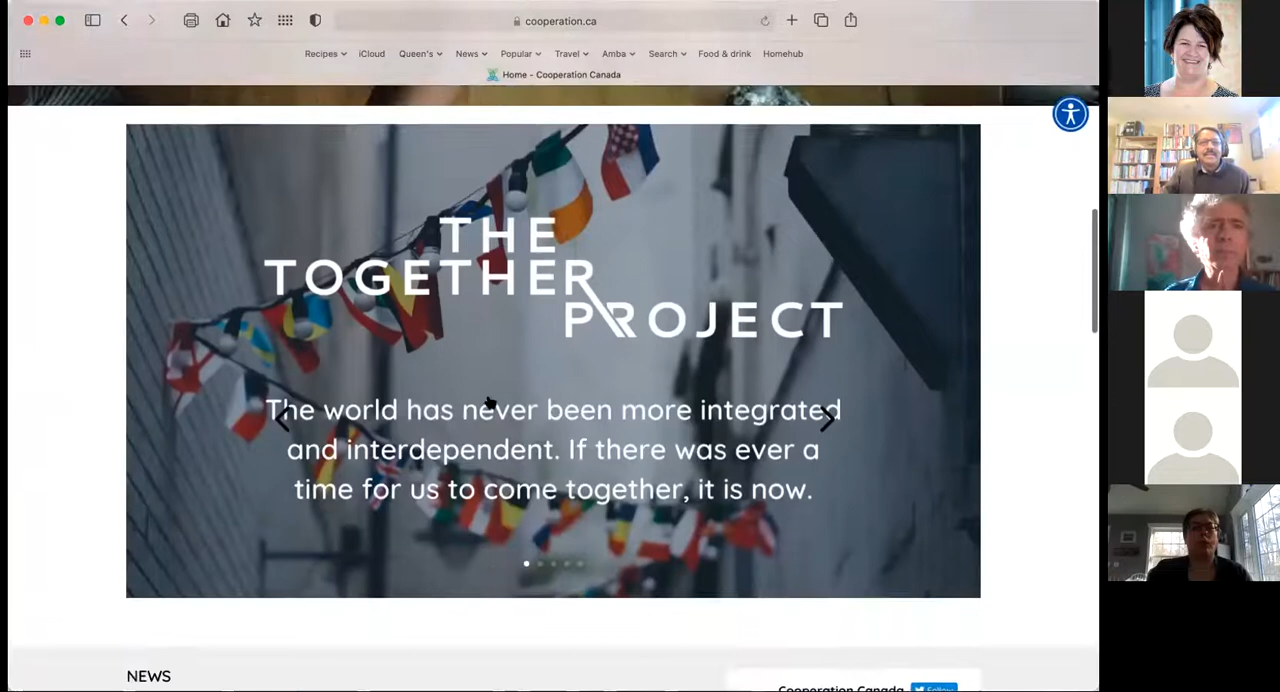 cooperation.ca
Recipes iCloud Queen's News Popular Travel Amba Search Food & drink Homehub
Home - Cooperation Canada
THE
TOGETHER
PROJECT
The world has never been more integrated
and interdependent. If there was ever a
time for us to come together, it is now.
NEWS
Cooperation Canada Follow